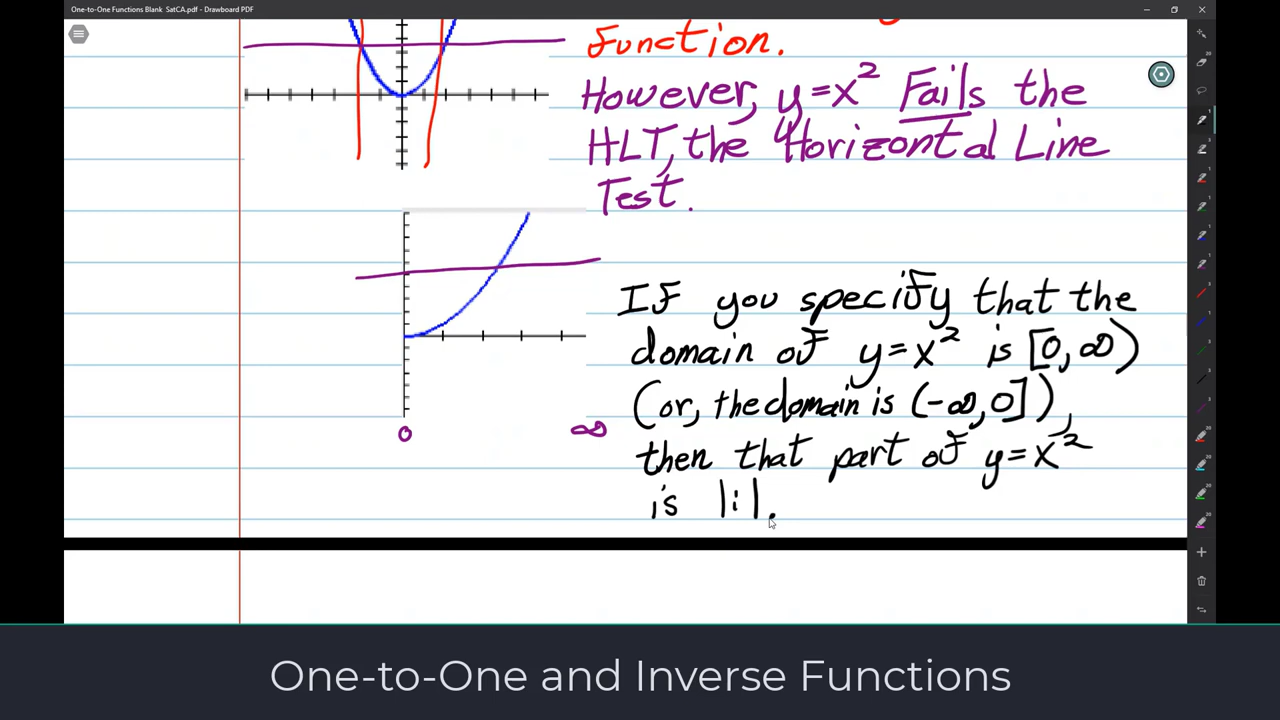 One-to-One Functions Blank SatCA.pdf - Drawboard PDF
Function.
However, y=x² Fails the
HLT, the Horizontal Line
Test.
If you specify that the
domain of y=x² is [0,∞)
(or, the domain is (-∞,0]),
then that part of y=x²
is 1:1.
0 ∞
One-to-One and Inverse Functions